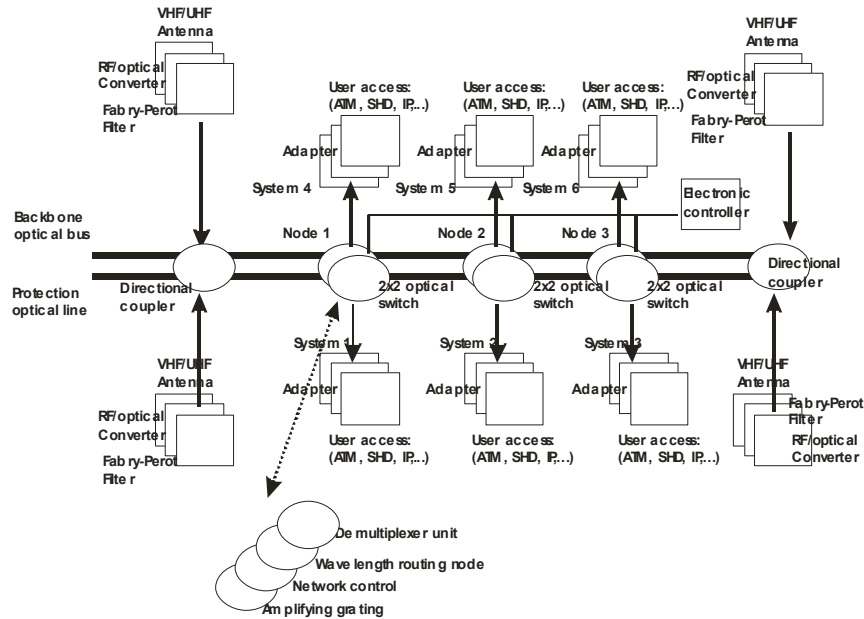 VHF/UHF
Antenna
RF/optical
Converter
Fabry-Perot
Filter
User access:
(ATM, SHD, IP,...)
Adapter
System 4
User access:
(ATM, SHD, IP,...)
Adapter
System 5
User access:
(ATM, SHD, IP,...)
Adapter
System 6
VHF/UHF
Antenna
RF/optical
Converter
Fabry-Perot
Filter
Electronic
controller
Backbone
optical bus
Node 1
Node 2
Node 3
Protection
optical line
Directional
coupler
2x2 optical
switch
2x2 optical
switch
2x2 optical
switch
Directional
coupler
VHF/UHF
Antenna
RF/optical
Converter
Fabry-Perot
Filter
System 1
Adapter
User access:
(ATM, SHD, IP,...)
System 2
Adapter
User access:
(ATM, SHD, IP,...)
System 3
Adapter
User access:
(ATM, SHD, IP,...)
VHF/UHF
Antenna
Fabry-Perot
Filter
RF/optical
Converter
Demultiplexer unit
Wave length routing node
Network control
Amplifying grating